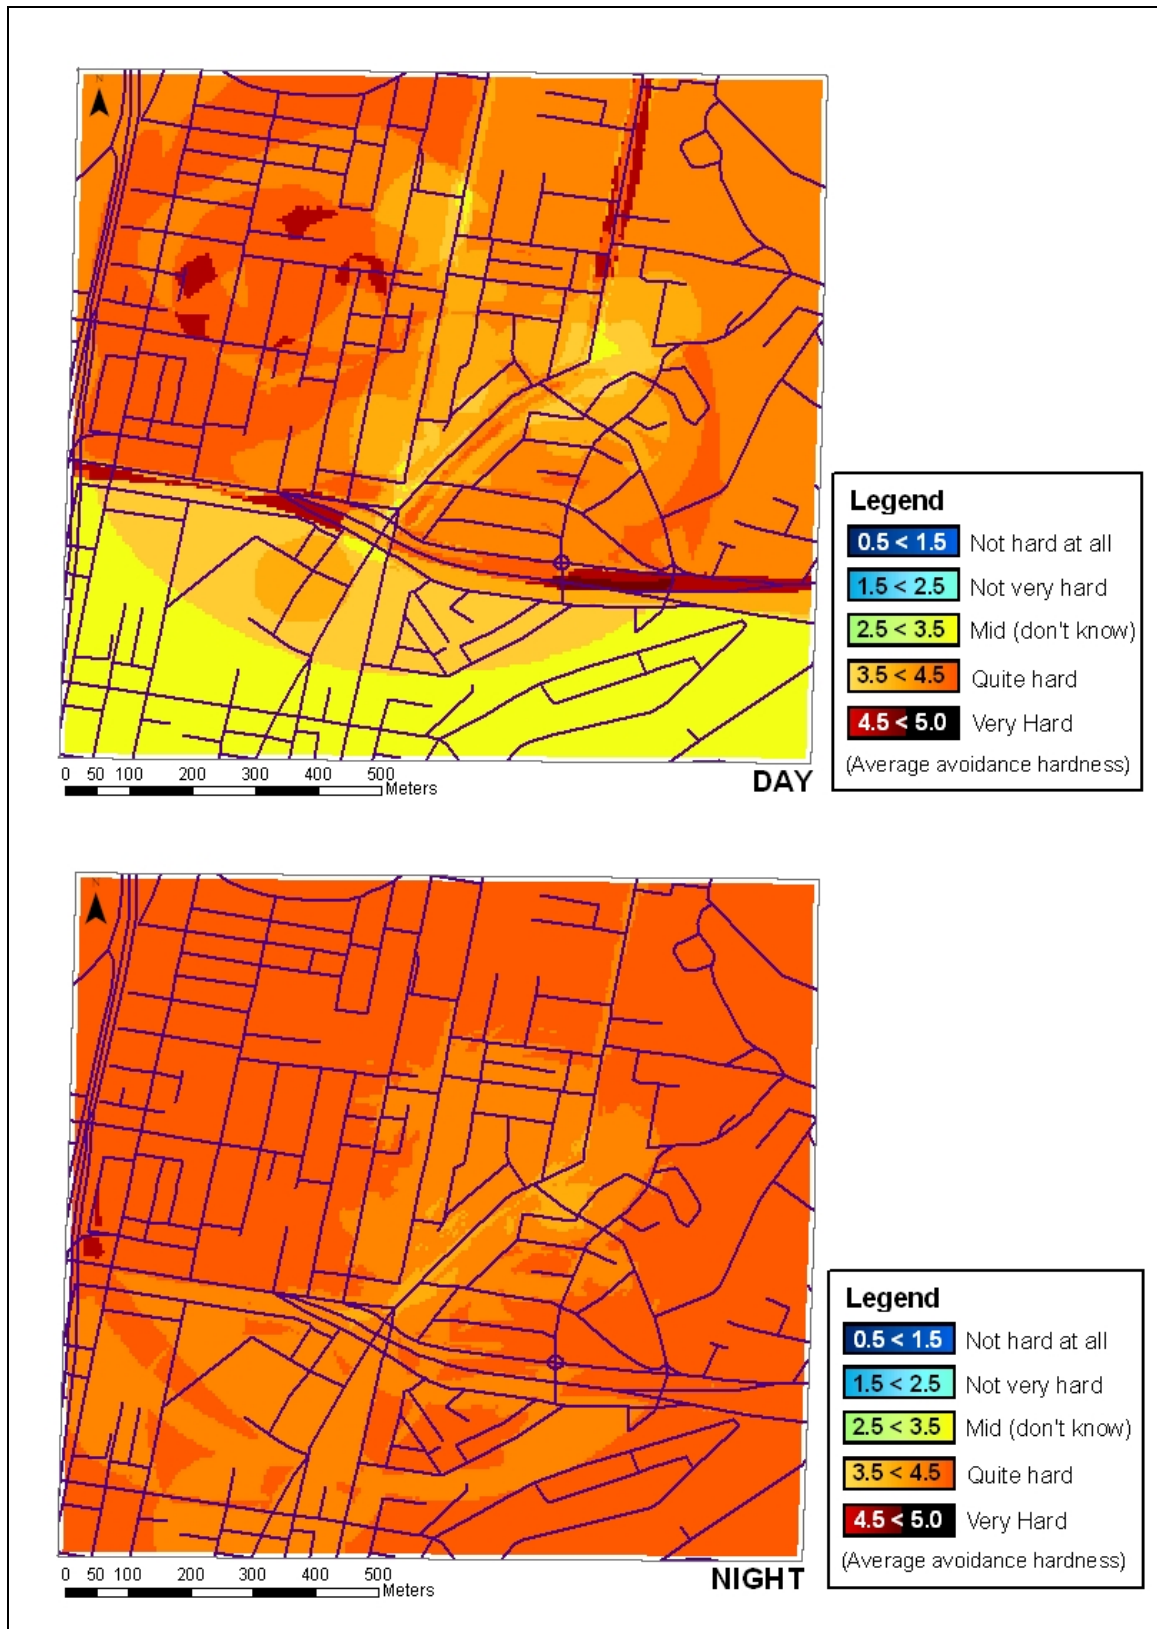 N
Legend
0.5 < 1.5 Not hard at all
1.5 < 2.5 Not very hard
2.5 < 3.5 Mid (don't know)
3.5 < 4.5 Quite hard
4.5 < 5.0 Very Hard
(Average avoidance hardness)
0 50 100 200 300 400 500
Meters
DAY
N
Legend
0.5 < 1.5 Not hard at all
1.5 < 2.5 Not very hard
2.5 < 3.5 Mid (don't know)
3.5 < 4.5 Quite hard
4.5 < 5.0 Very Hard
(Average avoidance hardness)
0 50 100 200 300 400 500
Meters
NIGHT